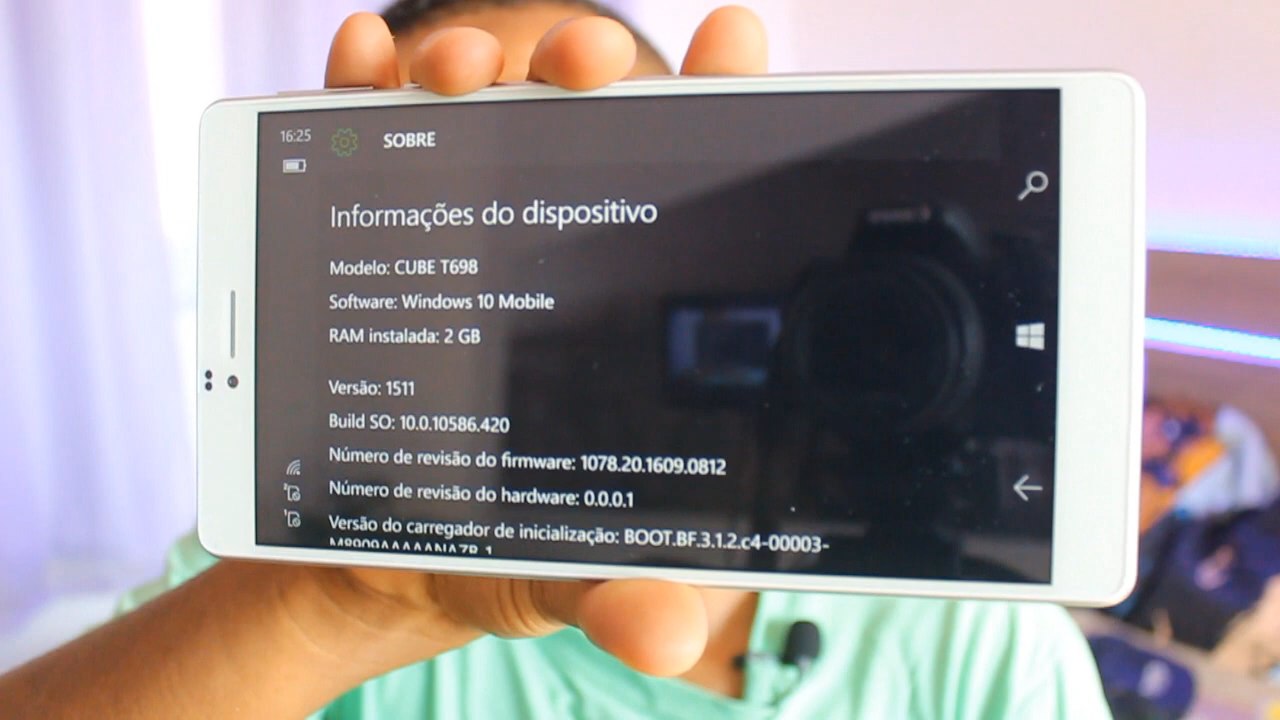 16:25
SOBRE
Informações do dispositivo
Modelo: CUBE T698
Software: Windows 10 Mobile
RAM instalada: 2 GB
Versão: 1511
Build SO: 10.0.10586.420
Número de revisão do firmware: 1078.20.1609.0812
Número de revisão do hardware: 0.0.0.1
Versão do carregador de inicialização: BOOT.BF.3.1.2.c4-00003-